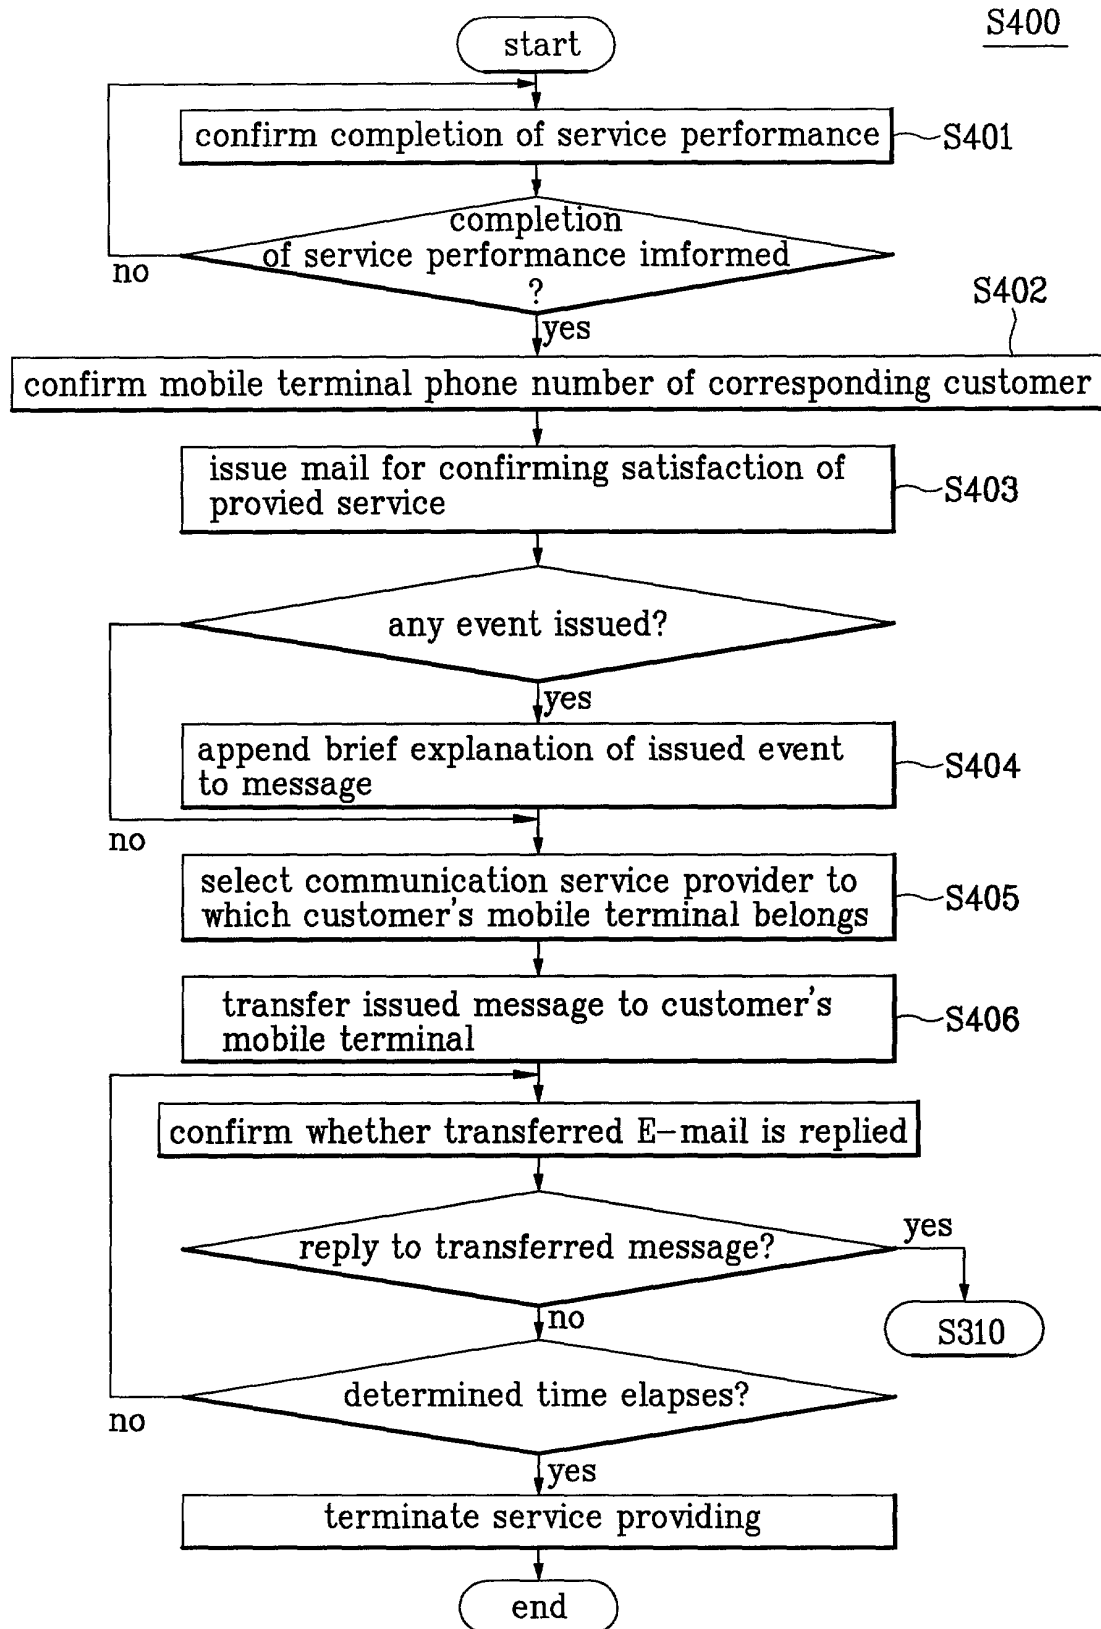 S400
start
confirm completion of service performance
S401
completion
of service performance imformed
?
no
yes
S402
confirm mobile terminal phone number of corresponding customer
issue mail for confirming satisfaction of
provied service
S403
any event issued?
yes
append brief explanation of issued event
to message
S404
no
select communication service provider to
which customer's mobile terminal belongs
S405
transfer issued message to customer's
mobile terminal
S406
confirm whether transferred E-mail is replied
reply to transferred message?
yes
no
S310
determined time elapses?
no
yes
terminate service providing
end